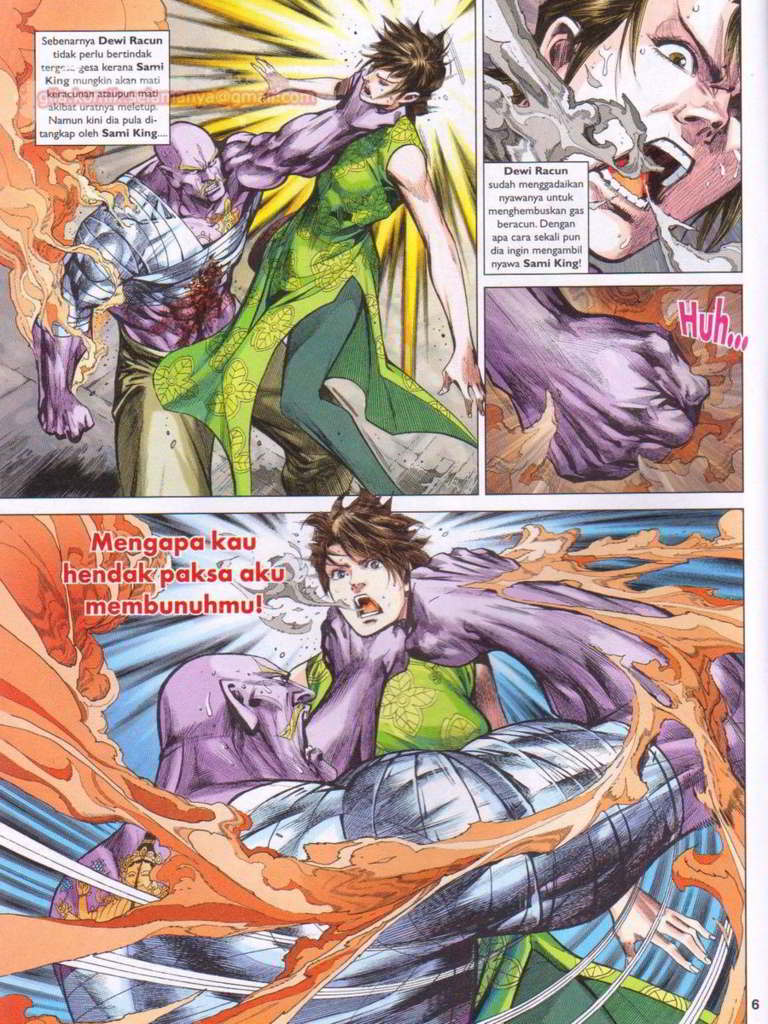 Sebenarnya Dewi Racun
tidak perlu bertindak
gesa kerana Sami
King mungkin akan mati
keracunan ataupun mati
akibat uratnya meletup.
Namun kini dia pula di-
tangkap oleh Sami King....
Dewi Racun
sudah menggadaikan
nyawanya untuk
menghembuskan gas
beracun. Dengan
apa cara sekali pun
dia ingin mengambil
nyawa Sami King!
Huh...
Mengapa kau
hendak paksa aku
membunuhmu!
6